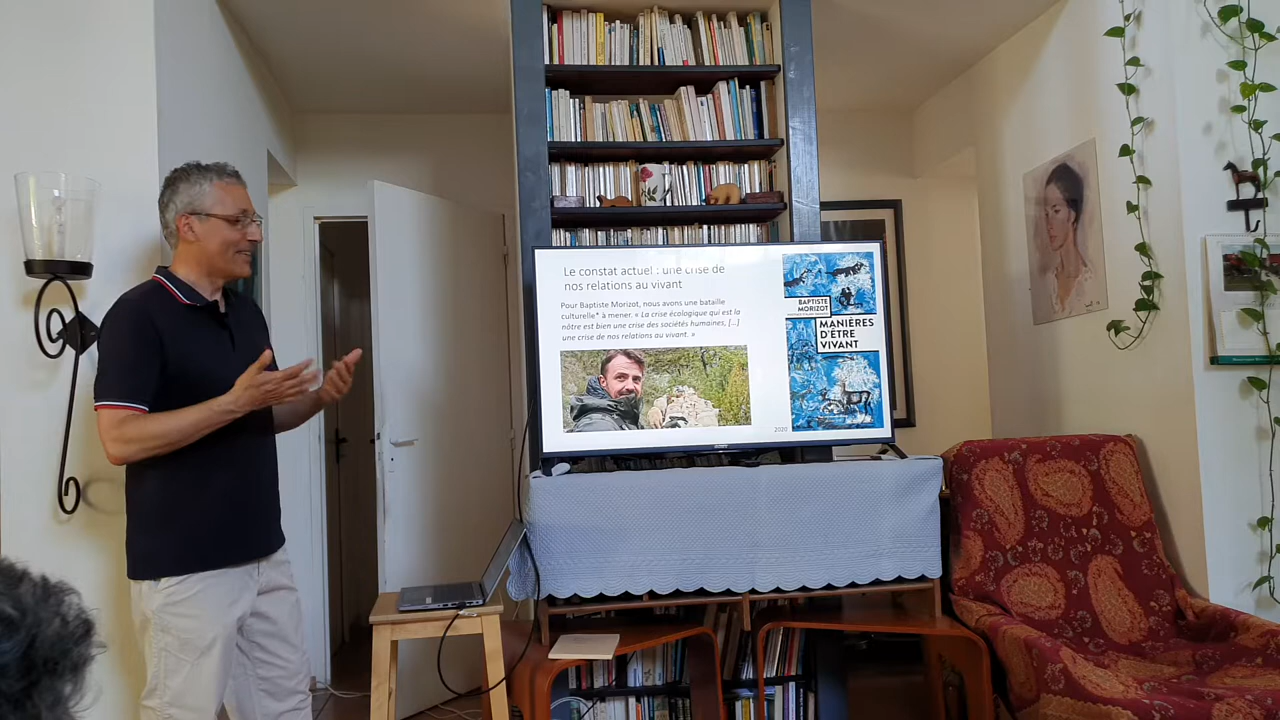 Le constat actuel : une crise de
nos relations au vivant
Pour Baptiste Morizot, nous avons une bataille
culturelle* à mener. « La crise écologique qui est la
nôtre est bien une crise des sociétés humaines, [...]
une crise de nos relations au vivant. »
BAPTISTE
MORIZOT
MANIÈRES
D'ÊTRE
VIVANT
2020